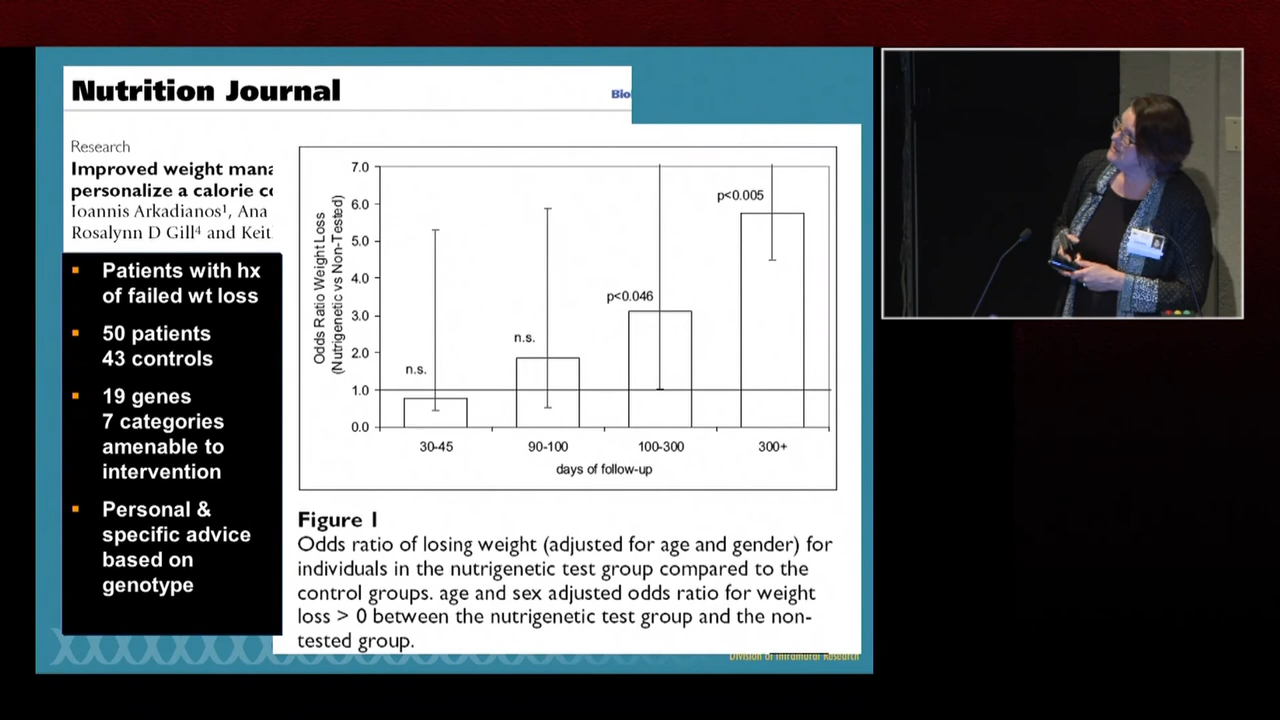 Nutrition Journal
Bio
Research
Improved weight mana
personalize a calorie co
Ioannis Arkadianos¹, Ana
Rosalynn D Gill⁴ and Keit
▪ Patients with hx
of failed wt loss
▪ 50 patients
43 controls
▪ 19 genes
7 categories
amenable to
intervention
▪ Personal &
specific advice
based on
genotype
Odds Ratio Weight Loss
(Nutrigenetic vs Non-Tested)
7.0
6.0
5.0
4.0
3.0
2.0
1.0
0.0
n.s.
n.s.
p<0.046
p<0.005
30-45 90-100 100-300 300+
days of follow-up
Figure 1
Odds ratio of losing weight (adjusted for age and gender) for
individuals in the nutrigenetic test group compared to the
control groups. age and sex adjusted odds ratio for weight
loss > 0 between the nutrigenetic test group and the non-
tested group.
Division of Intramural Research